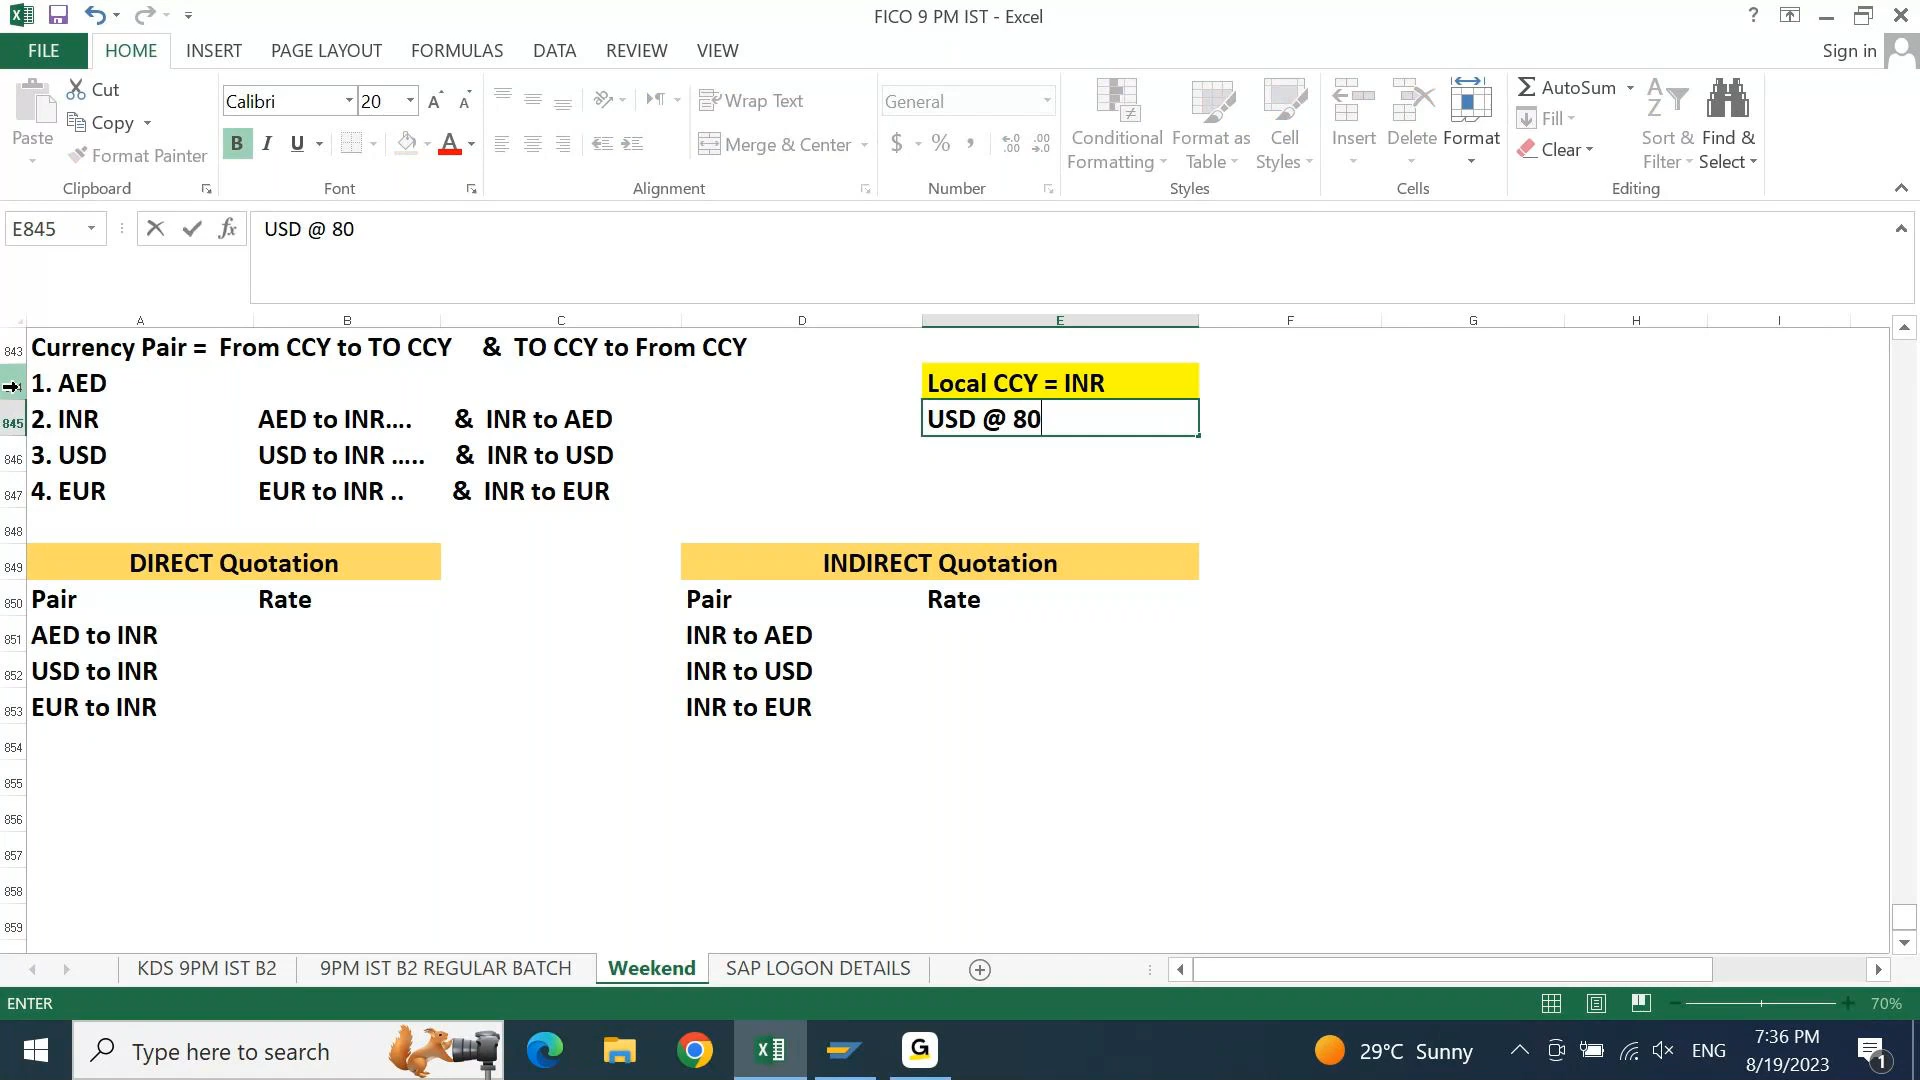 FICO 9 PM IST - Excel
?
FILE HOME INSERT PAGE LAYOUT FORMULAS DATA REVIEW VIEW Sign in
Paste
Cut
Copy
Format Painter
Clipboard
Calibri 20 A A
B I U A
Font
Wrap Text
Merge & Center
Alignment
General
$ % , .00 .00
Number
Conditional Formatting
Format as Table
Cell Styles
Styles
Insert Delete Format
Cells
AutoSum
Fill
Clear
Sort & Filter
Find & Select
Editing
E845 fx USD @ 80
A B C D E F G H I
843 Currency Pair = From CCY to TO CCY & TO CCY to From CCY
1. AED Local CCY = INR
845 2. INR AED to INR.... & INR to AED USD @ 80
846 3. USD USD to INR ..... & INR to USD
847 4. EUR EUR to INR .. & INR to EUR
848
849 DIRECT Quotation INDIRECT Quotation
850 Pair Rate Pair Rate
851 AED to INR INR to AED
852 USD to INR INR to USD
853 EUR to INR INR to EUR
854
855
856
857
858
859
KDS 9PM IST B2 9PM IST B2 REGULAR BATCH Weekend SAP LOGON DETAILS
ENTER 70%
Type here to search
29°C Sunny
ENG
7:36 PM
8/19/2023
1